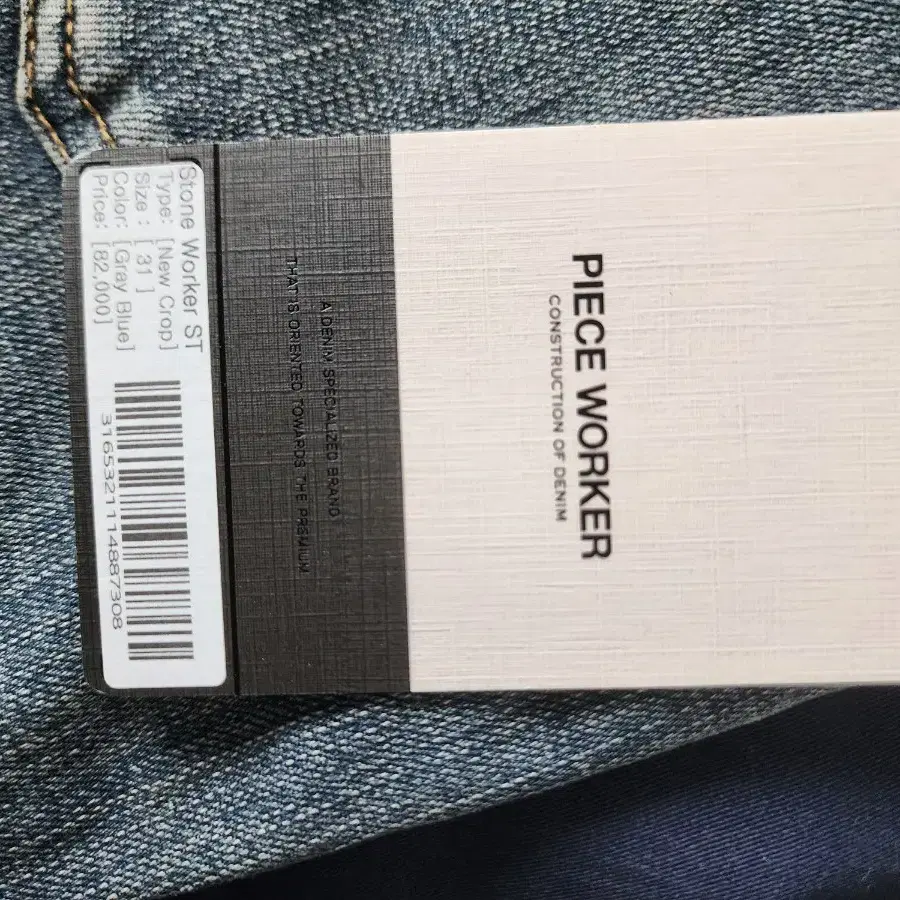 PIECE WORKER
CONSTRUCTION OF DENIM
A DENIM SPECIALIZED BRAND
THAT IS ORIENTED TOWARDS THE PREMIUM
Stone Worker ST
Type: [New Crop]
Size : [ 31 ]
Color: [Gray Blue]
Price: [82,000]
3165321114887308